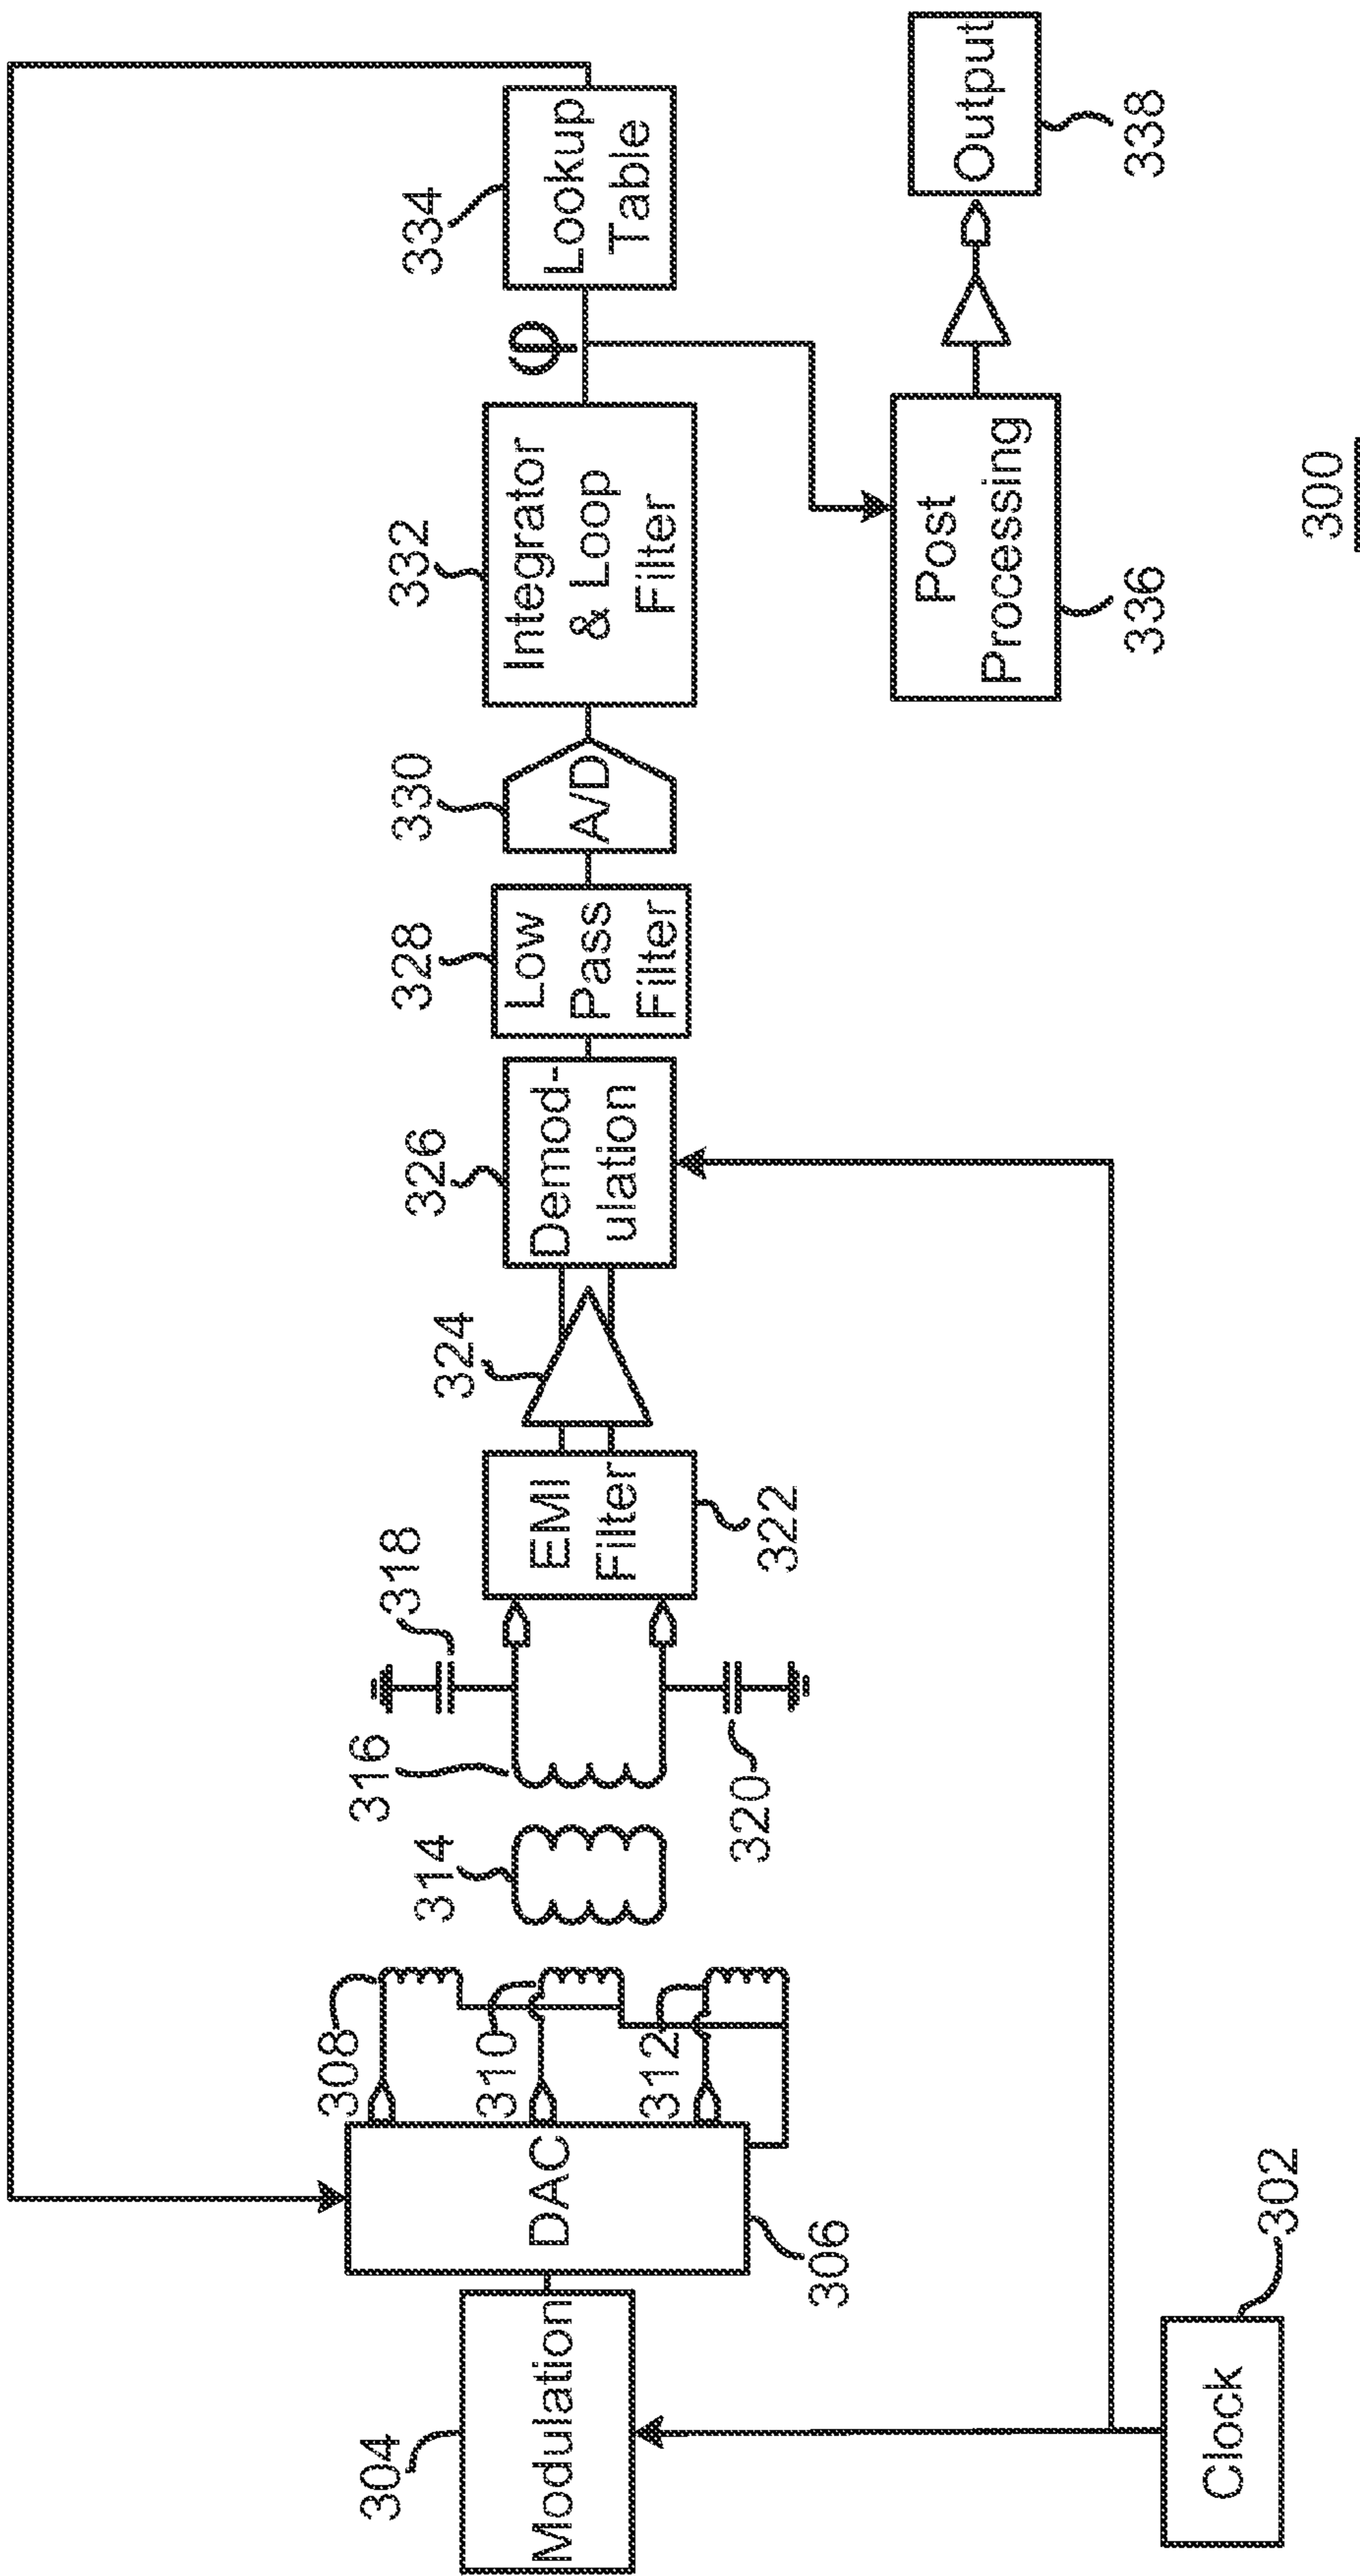 334
Lookup
Table
φ
332
Integrator
& Loop
Filter
330
A/D
328
Low
Pass
Filter
326
Demod-
ulation
324
EMI
Filter
322
318
316
320
314
308
310
312
DAC
306
304
Modulation
Clock
302
Post
Processing
336
Output
338
300